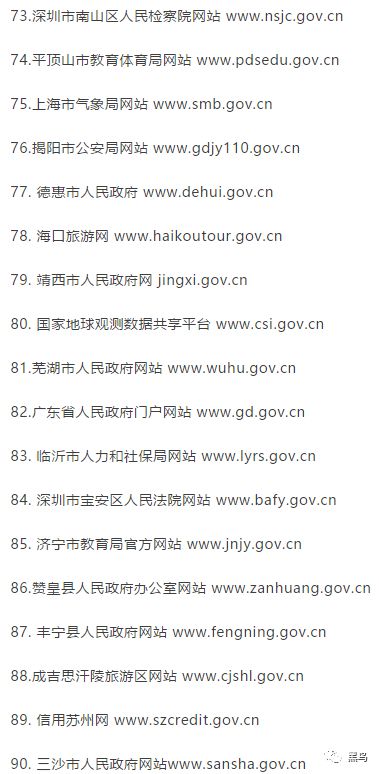 73.深圳市南山区人民检察院网站 www.nsjc.gov.cn
74.平顶山市教育体育局网站 www.pdsedu.gov.cn
75.上海市气象局网站 www.smb.gov.cn
76.揭阳市公安局网站 www.gdjy110.gov.cn
77. 德惠市人民政府 www.dehui.gov.cn
78. 海口旅游网 www.haikoutour.gov.cn
79. 靖西市人民政府网 jingxi.gov.cn
80. 国家地球观测数据共享平台 www.csi.gov.cn
81.芜湖市人民政府网站 www.wuhu.gov.cn
82.广东省人民政府门户网站 www.gd.gov.cn
83. 临沂市人力和社保局网站 www.lyrs.gov.cn
84. 深圳市宝安区人民法院网站 www.bafy.gov.cn
85. 济宁市教育局官方网站 www.jnjy.gov.cn
86.赞皇县人民政府办公室网站 www.zanhuang.gov.cn
87. 丰宁县人民政府网站 www.fengning.gov.cn
88.成吉思汗陵旅游区网站 www.cjshl.gov.cn
89. 信用苏州网 www.szcredit.gov.cn
90. 三沙市人民政府网站www.sansha.gov.cn
黑鸟